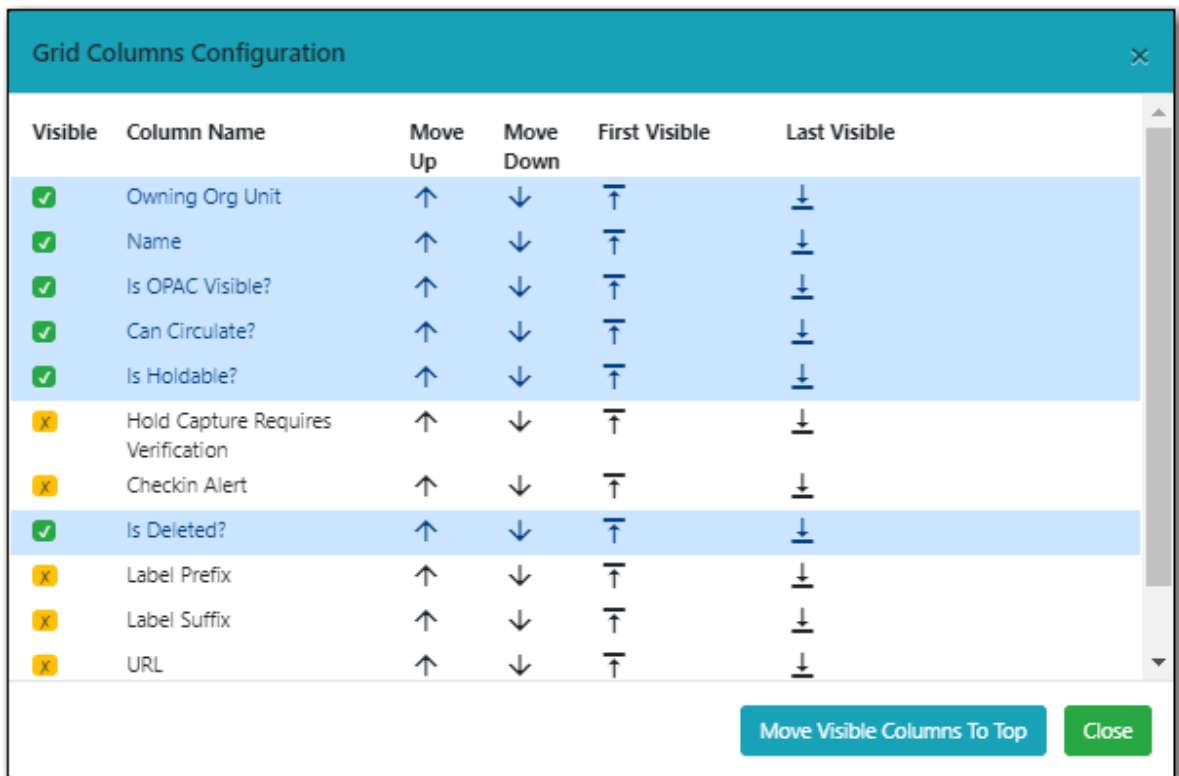 Grid Columns Configuration
Visible Column Name Move Up Move Down First Visible Last Visible
Owning Org Unit
Name
Is OPAC Visible?
Can Circulate?
Is Holdable?
Hold Capture Requires
Verification
Checkin Alert
Is Deleted?
Label Prefix
Label Suffix
URL
Move Visible Columns To Top Close